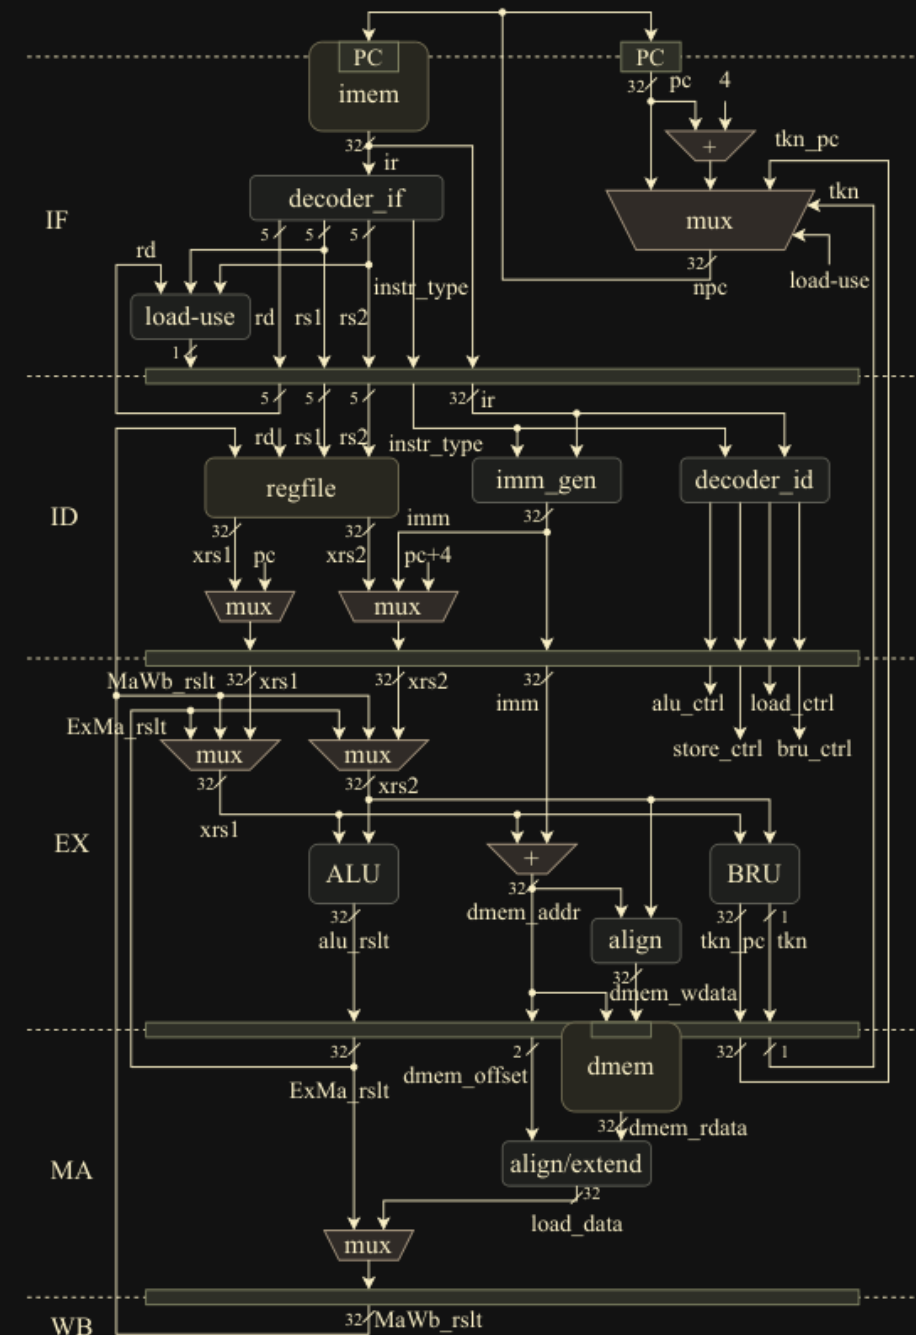 PC
PC
imem
32
pc
4
+
32
ir
tkn_pc
decoder_if
IF
mux
tkn
5
5
5
rd
instr_type
32
npc
load-use
load-use
rd
rs1
rs2
1
5
5
5
32
ir
rd
rs1
rs2
instr_type
regfile
imm_gen
decoder_id
ID
32
32
imm
32
xrs1
pc
xrs2
pc+4
mux
mux
MaWb_rslt
32
xrs1
32
xrs2
32
imm
alu_ctrl
load_ctrl
ExMa_rslt
store_ctrl
bru_ctrl
mux
mux
32
xrs1
32
xrs2
EX
ALU
+
BRU
32
alu_rslt
32
dmem_addr
align
32
tkn_pc
1
tkn
32
dmem_wdata
32
2
32
1
dmem
ExMa_rslt
dmem_offset
32
dmem_rdata
MA
align/extend
32
load_data
mux
WB
32
MaWb_rslt